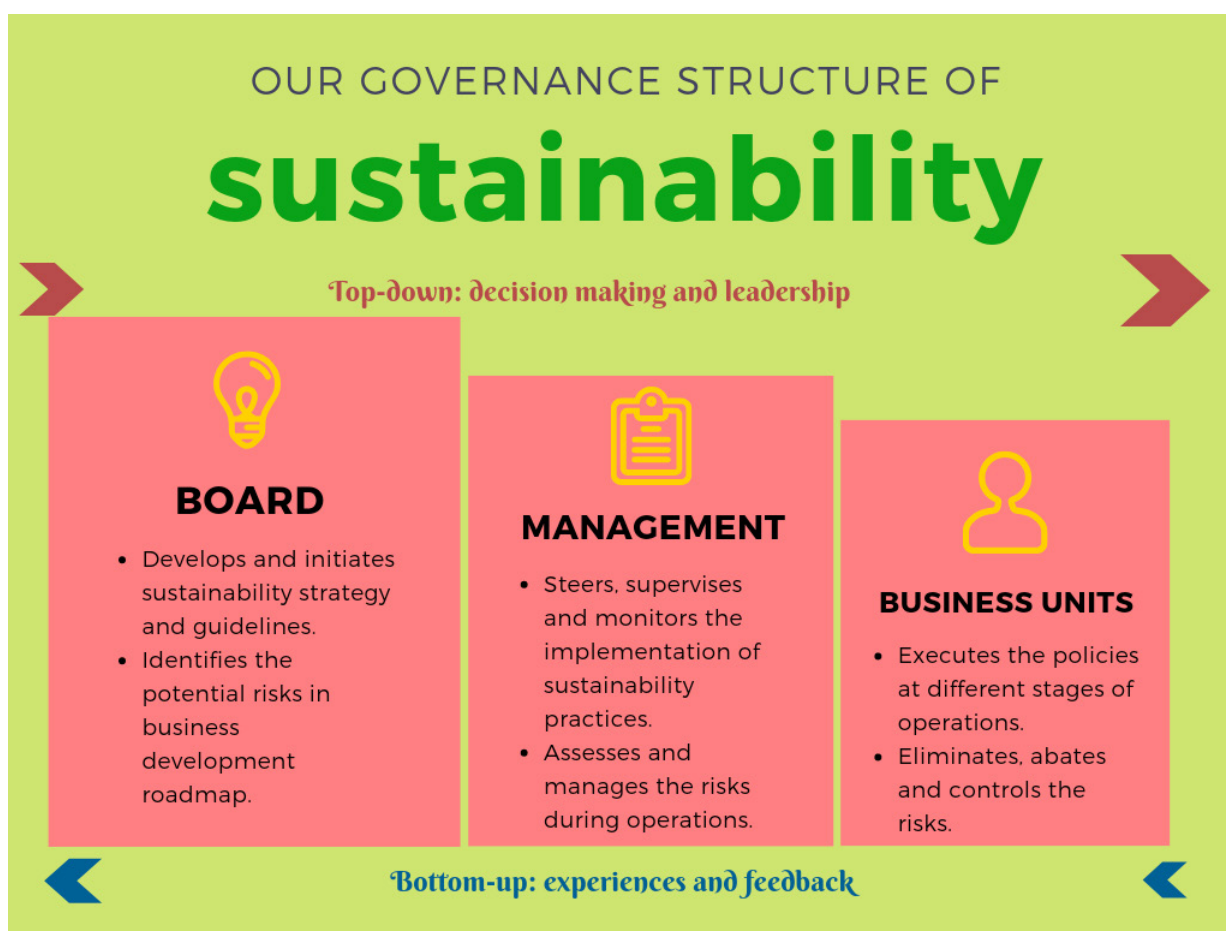 OUR GOVERNANCE STRUCTURE OF
sustainability
Top-down: decision making and leadership
BOARD
• Develops and initiates
sustainability strategy
and guidelines.
• Identifies the
potential risks in
business
development
roadmap.
MANAGEMENT
• Steers, supervises
and monitors the
implementation of
sustainability
practices.
• Assesses and
manages the risks
during operations.
BUSINESS UNITS
• Executes the policies
at different stages of
operations.
• Eliminates, abates
and controls the
risks.
Bottom-up: experiences and feedback